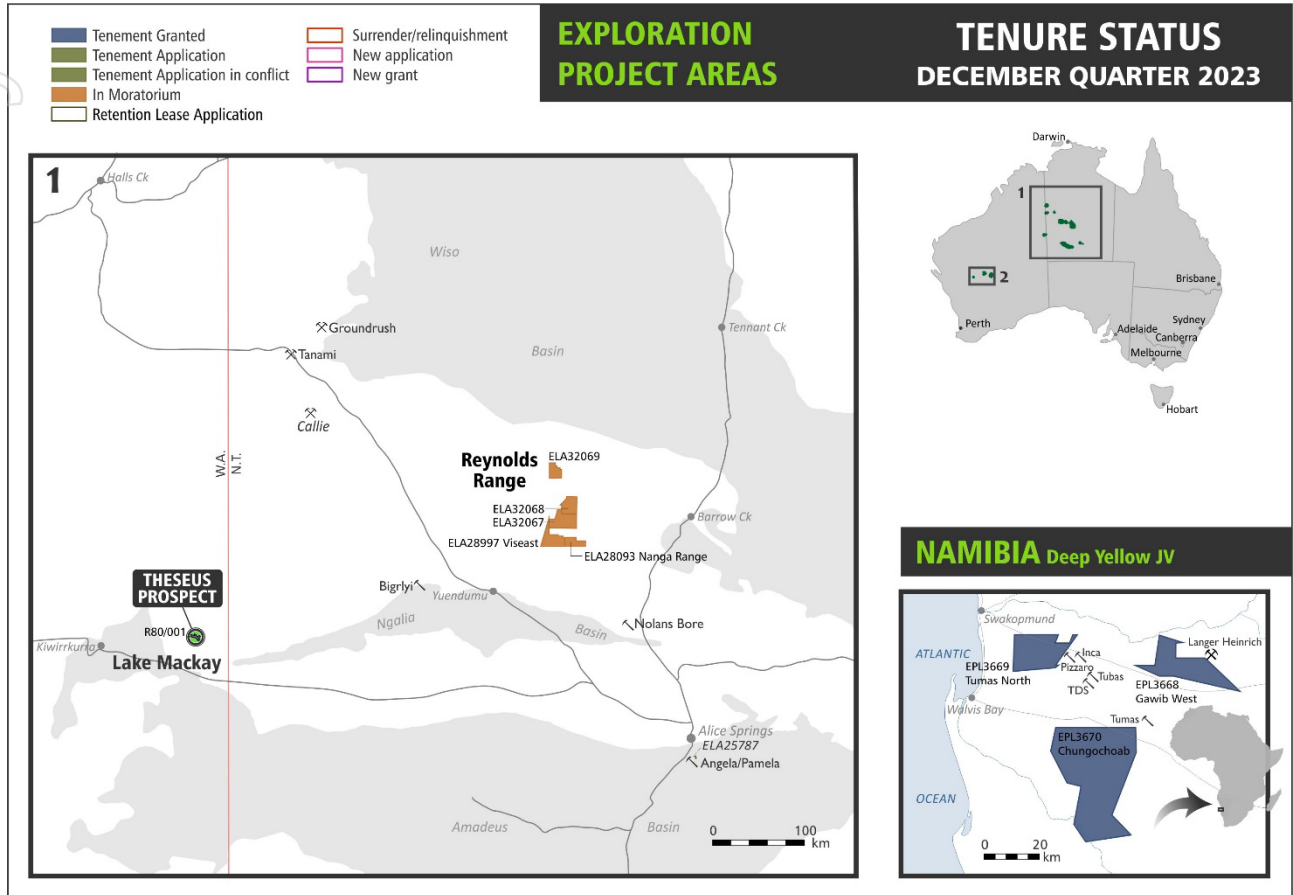 Tenement Granted
Tenement Application
Tenement Application in conflict
In Moratorium
Retention Lease Application
Surrender/relinquishment
New application
New grant
EXPLORATION
PROJECT AREAS
TENURE STATUS
DECEMBER QUARTER 2023
1
Halls Ck
Wiso
Basin
Groundrush
Tanami
Callie
Tennant Ck
W.A.
N.T.
Reynolds
Range
ELA32069
ELA32068
ELA32067
ELA28997 Viseast
ELA28093 Nanga Range
Barrow Ck
Bigrlyi
Yuendumu
Ngalia
Basin
Nolans Bore
THESEUS
PROSPECT
R80/001
Kiwirrkurra
Lake Mackay
Alice Springs
ELA25787
Angela/Pamela
Amadeus
Basin
0 100
km
Darwin
1
2
Brisbane
Perth
Adelaide
Sydney
Canberra
Melbourne
Hobart
NAMIBIA Deep Yellow JV
Swakopmund
ATLANTIC
EPL3669
Tumas North
Inca
Pizzaro
Tubas
TDS
Langer Heinrich
EPL3668
Gawib West
Walvis Bay
Tumas
EPL3670
Chungochoab
OCEAN
0 20
km